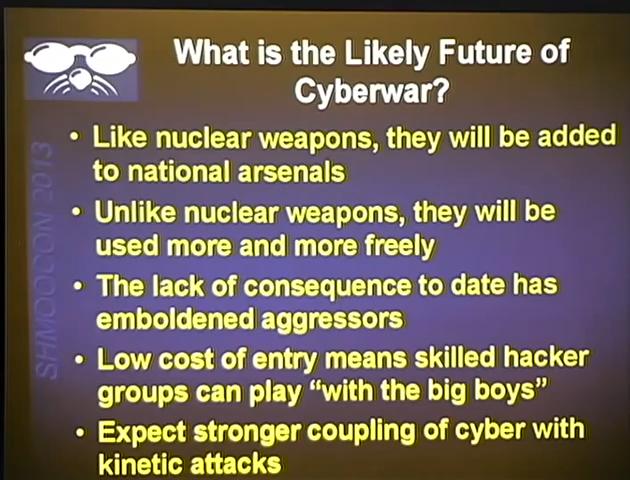 What is the Likely Future of
Cyberwar?
• Like nuclear weapons, they will be added
to national arsenals
• Unlike nuclear weapons, they will be
used more and more freely
• The lack of consequence to date has
emboldened aggressors
• Low cost of entry means skilled hacker
groups can play “with the big boys”
• Expect stronger coupling of cyber with
kinetic attacks
SHMOOCON 2013